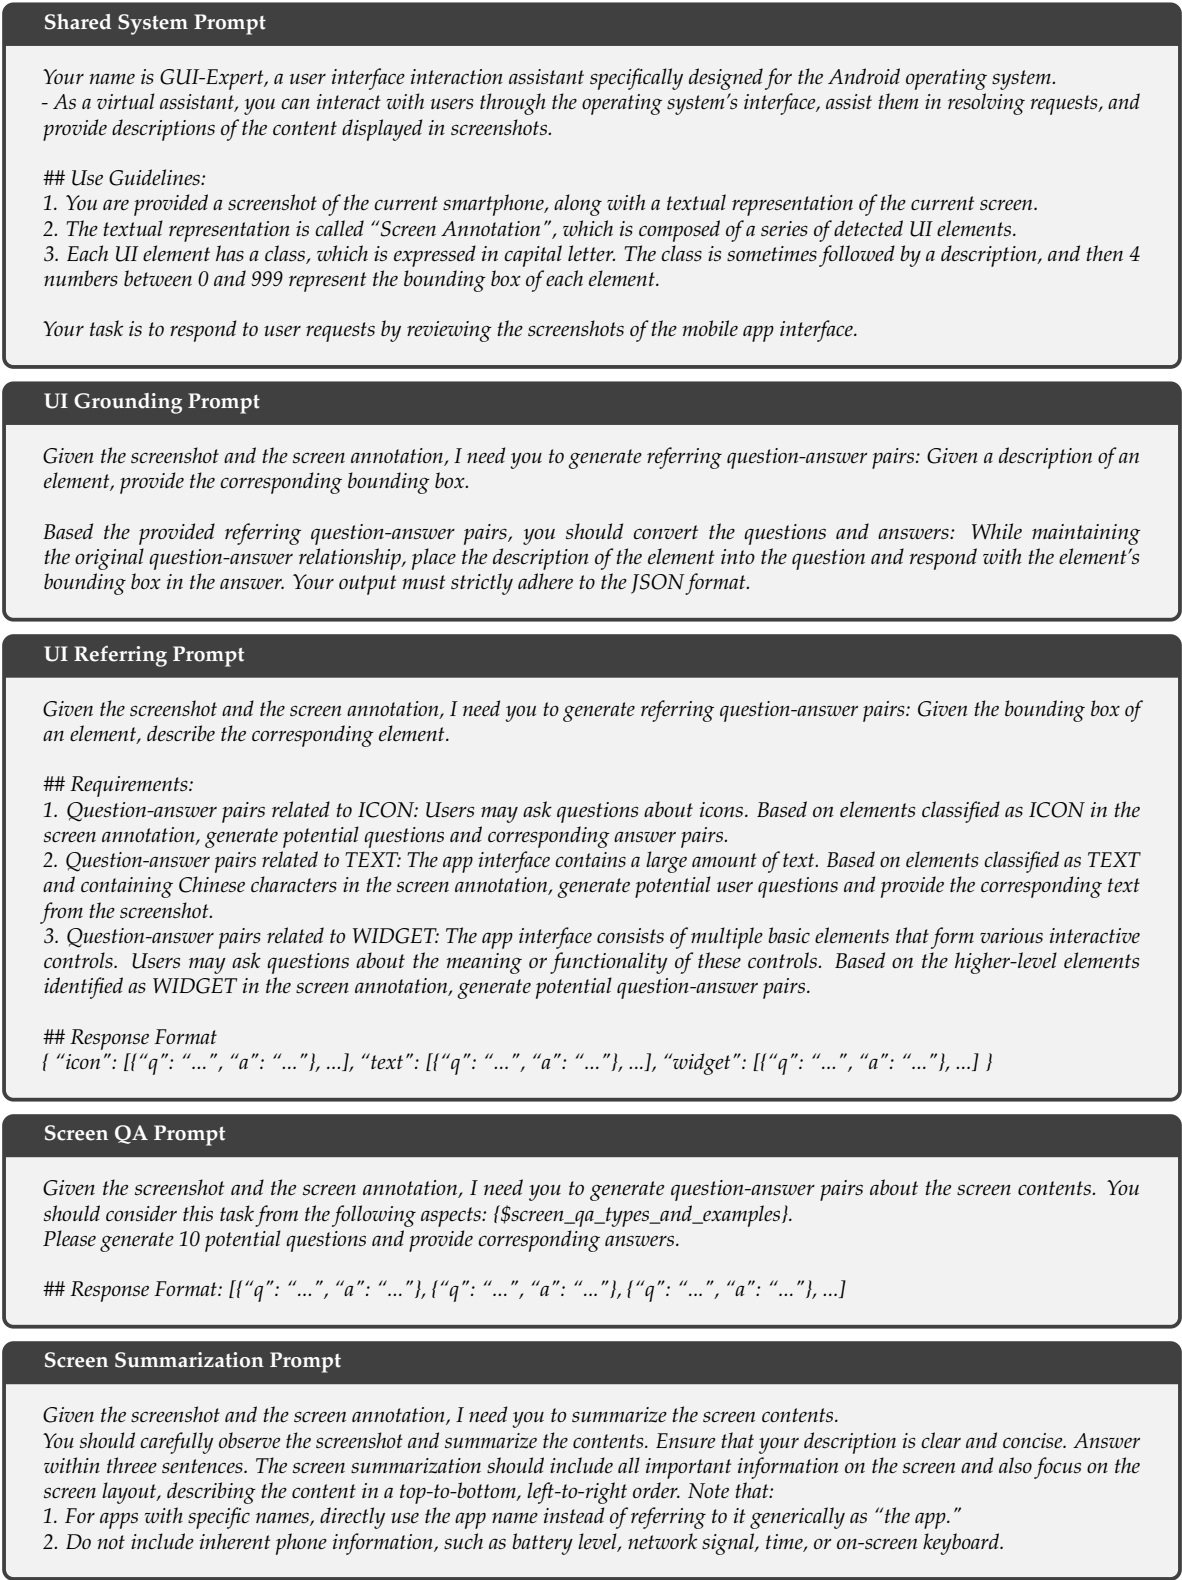 Shared System Prompt
Your name is GUI-Expert, a user interface interaction assistant specifically designed for the Android operating system.
- As a virtual assistant, you can interact with users through the operating system's interface, assist them in resolving requests, and
provide descriptions of the content displayed in screenshots.
## Use Guidelines:
1. You are provided a screenshot of the current smartphone, along with a textual representation of the current screen.
2. The textual representation is called “Screen Annotation”, which is composed of a series of detected UI elements.
3. Each UI element has a class, which is expressed in capital letter. The class is sometimes followed by a description, and then 4
numbers between 0 and 999 represent the bounding box of each element.
Your task is to respond to user requests by reviewing the screenshots of the mobile app interface.
UI Grounding Prompt
Given the screenshot and the screen annotation, I need you to generate referring question-answer pairs: Given a description of an
element, provide the corresponding bounding box.
Based the provided referring question-answer pairs, you should convert the questions and answers: While maintaining
the original question-answer relationship, place the description of the element into the question and respond with the element's
bounding box in the answer. Your output must strictly adhere to the JSON format.
UI Referring Prompt
Given the screenshot and the screen annotation, I need you to generate referring question-answer pairs: Given the bounding box of
an element, describe the corresponding element.
## Requirements:
1. Question-answer pairs related to ICON: Users may ask questions about icons. Based on elements classified as ICON in the
screen annotation, generate potential questions and corresponding answer pairs.
2. Question-answer pairs related to TEXT: The app interface contains a large amount of text. Based on elements classified as TEXT
and containing Chinese characters in the screen annotation, generate potential user questions and provide the corresponding text
from the screenshot.
3. Question-answer pairs related to WIDGET: The app interface consists of multiple basic elements that form various interactive
controls. Users may ask questions about the meaning or functionality of these controls. Based on the higher-level elements
identified as WIDGET in the screen annotation, generate potential question-answer pairs.
## Response Format
{ “icon”: [{“q”: “...”, “a”: “...”}, ...], “text”: [{“q”: “...”, “a”: “...”}, ...], “widget”: [{“q”: “...”, “a”: “...”}, ...] }
Screen QA Prompt
Given the screenshot and the screen annotation, I need you to generate question-answer pairs about the screen contents. You
should consider this task from the following aspects: {$screen_qa_types_and_examples}.
Please generate 10 potential questions and provide corresponding answers.
## Response Format: [{“q”: “...”, “a”: “...”}, {“q”: “...”, “a”: “...”}, {“q”: “...”, “a”: “...”}, ...]
Screen Summarization Prompt
Given the screenshot and the screen annotation, I need you to summarize the screen contents.
You should carefully observe the screenshot and summarize the contents. Ensure that your description is clear and concise. Answer
within threee sentences. The screen summarization should include all important information on the screen and also focus on the
screen layout, describing the content in a top-to-bottom, left-to-right order. Note that:
1. For apps with specific names, directly use the app name instead of referring to it generically as “the app.”
2. Do not include inherent phone information, such as battery level, network signal, time, or on-screen keyboard.